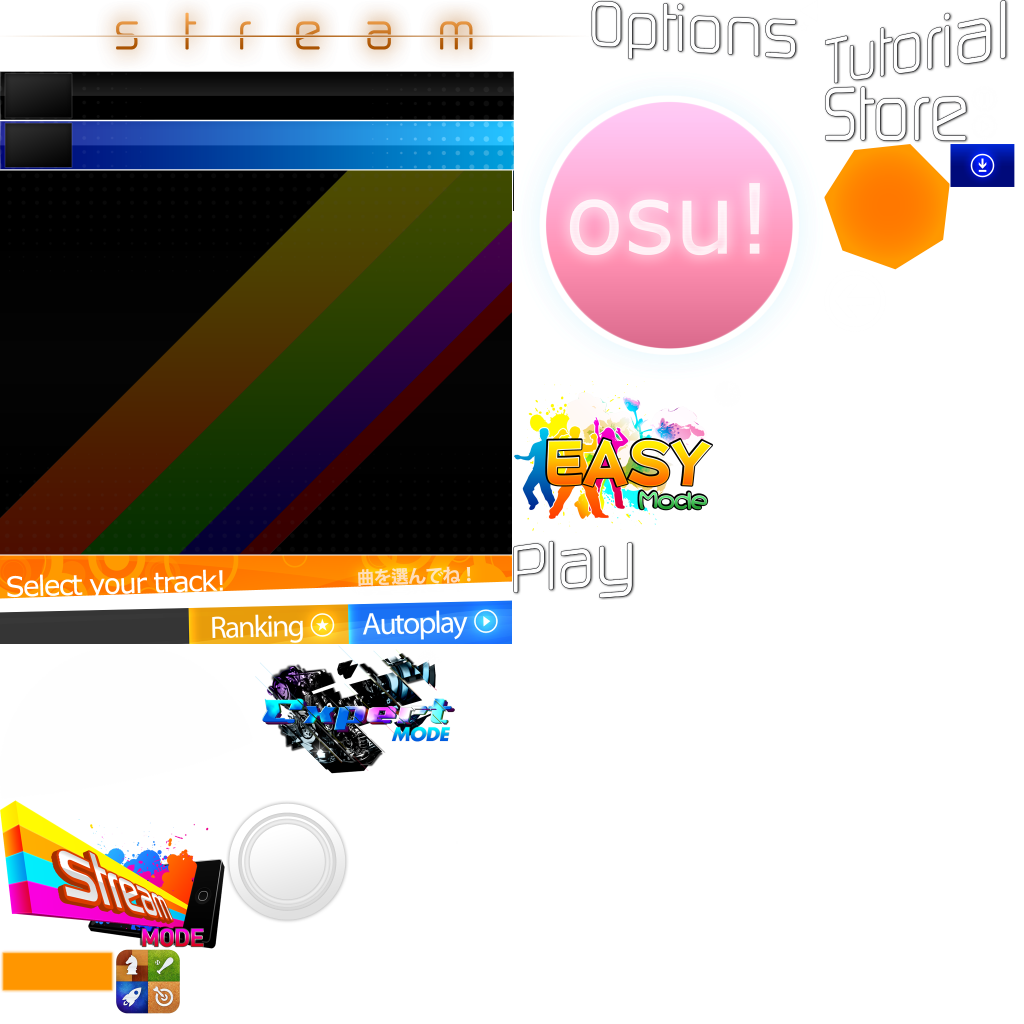 stream
Options
Tutorial
Store
osu!
EASY
Mode
Play
Select your track!
曲を選んでね!
Ranking
Autoplay
Expert
MODE
Stream
MODE